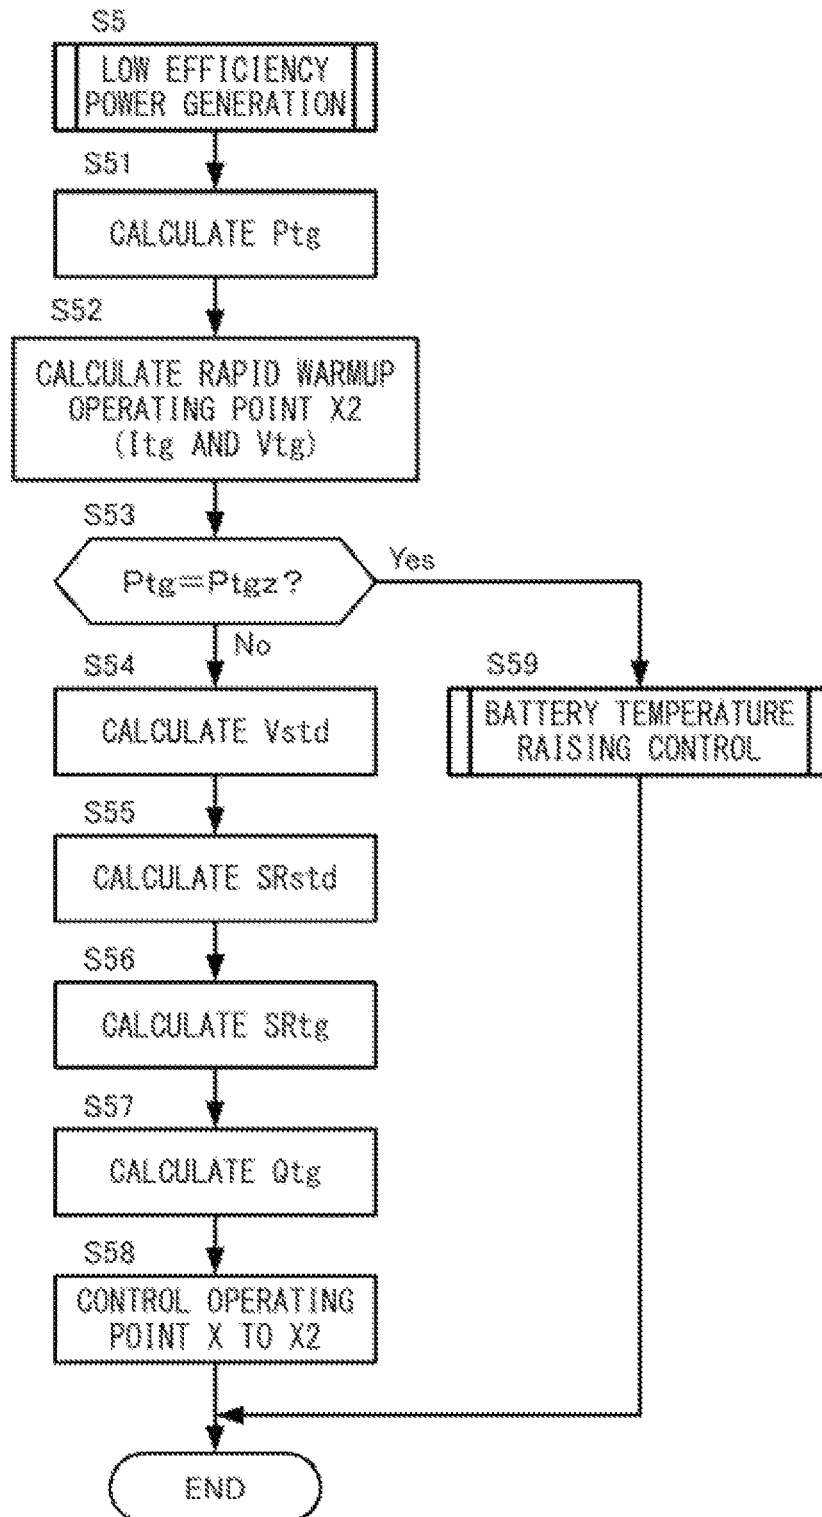 S5
LOW EFFICIENCY
POWER GENERATION
S51
CALCULATE Ptg
S52
CALCULATE RAPID WARMUP
OPERATING POINT X2
(Itg AND Vtg)
S53
Ptg=Ptgz?
Yes
No
S54
CALCULATE Vstd
S59
BATTERY TEMPERATURE
RAISING CONTROL
S55
CALCULATE SRstd
S56
CALCULATE SRtg
S57
CALCULATE Qtg
S58
CONTROL OPERATING
POINT X TO X2
END